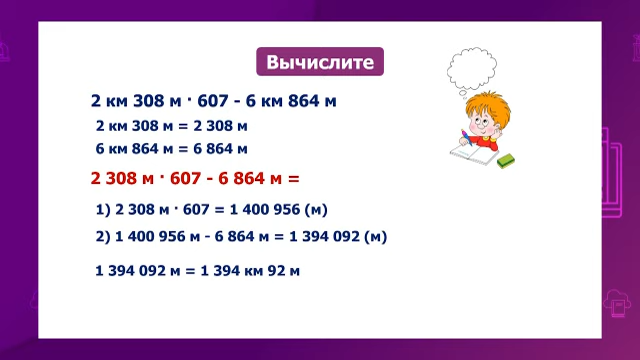 Вычислите
2 км 308 м · 607 - 6 км 864 м
2 км 308 м = 2 308 м
6 км 864 м = 6 864 м
2 308 м · 607 - 6 864 м =
1) 2 308 м · 607 = 1 400 956 (м)
2) 1 400 956 м - 6 864 м = 1 394 092 (м)
1 394 092 м = 1 394 км 92 м